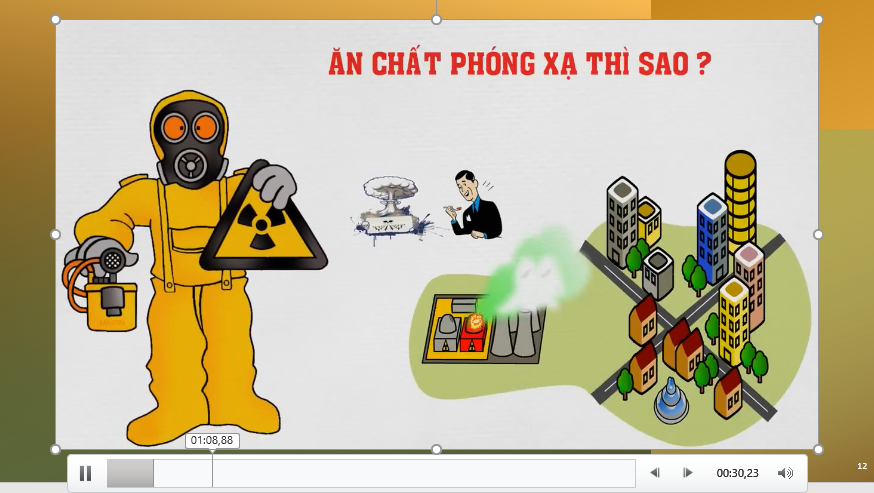 ĂN CHẤT PHÓNG XẠ THÌ SAO ?
01:08,88
00:30,23
12